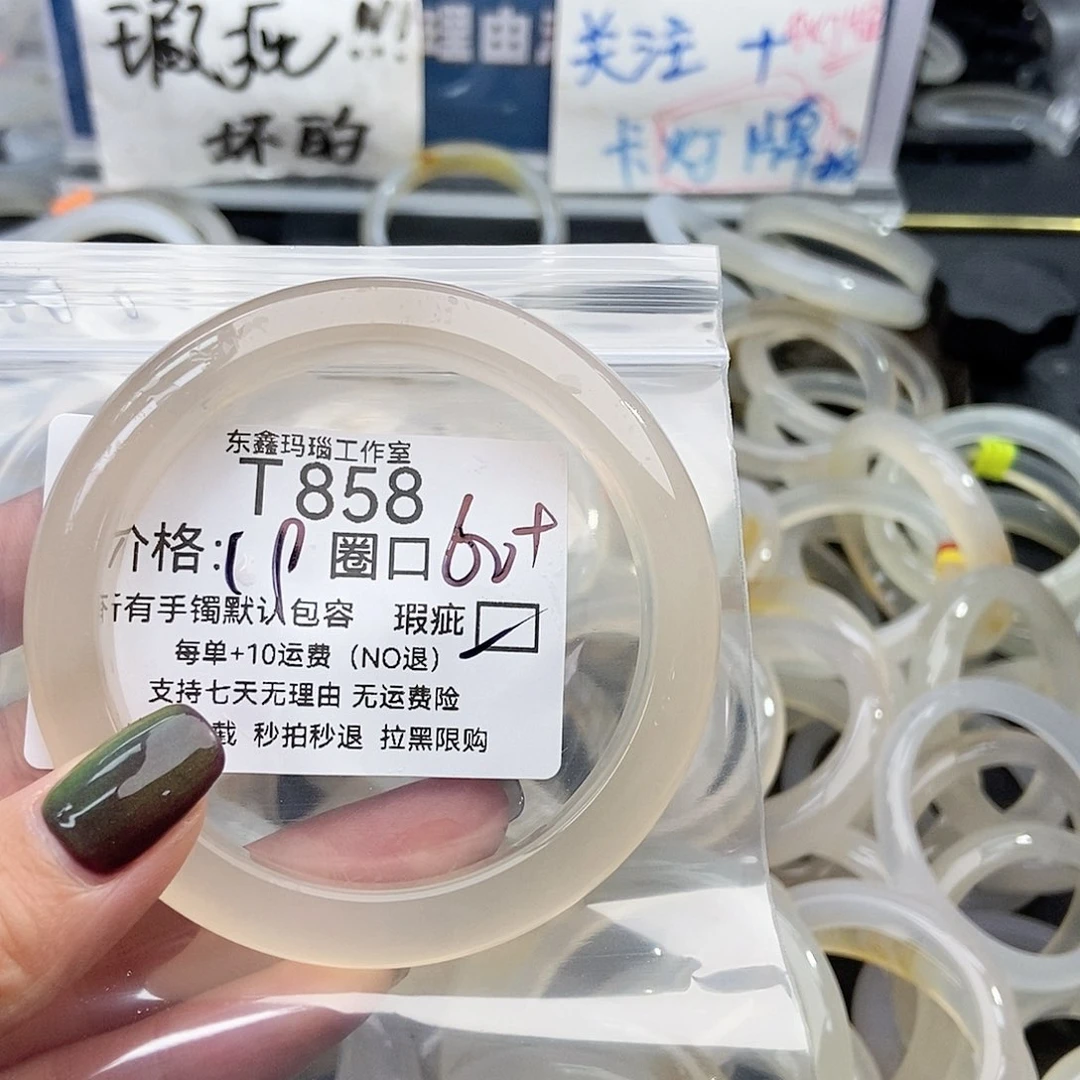 瑕疵!!!
坏的
理由
关注 +
卡灯牌
东鑫玛瑙工作室
T858
价格: 圈口60+
所有手镯默认包容 瑕疵
每单+10运费（NO退）
支持七天无理由 无运费险
截 秒拍秒退 拉黑限购